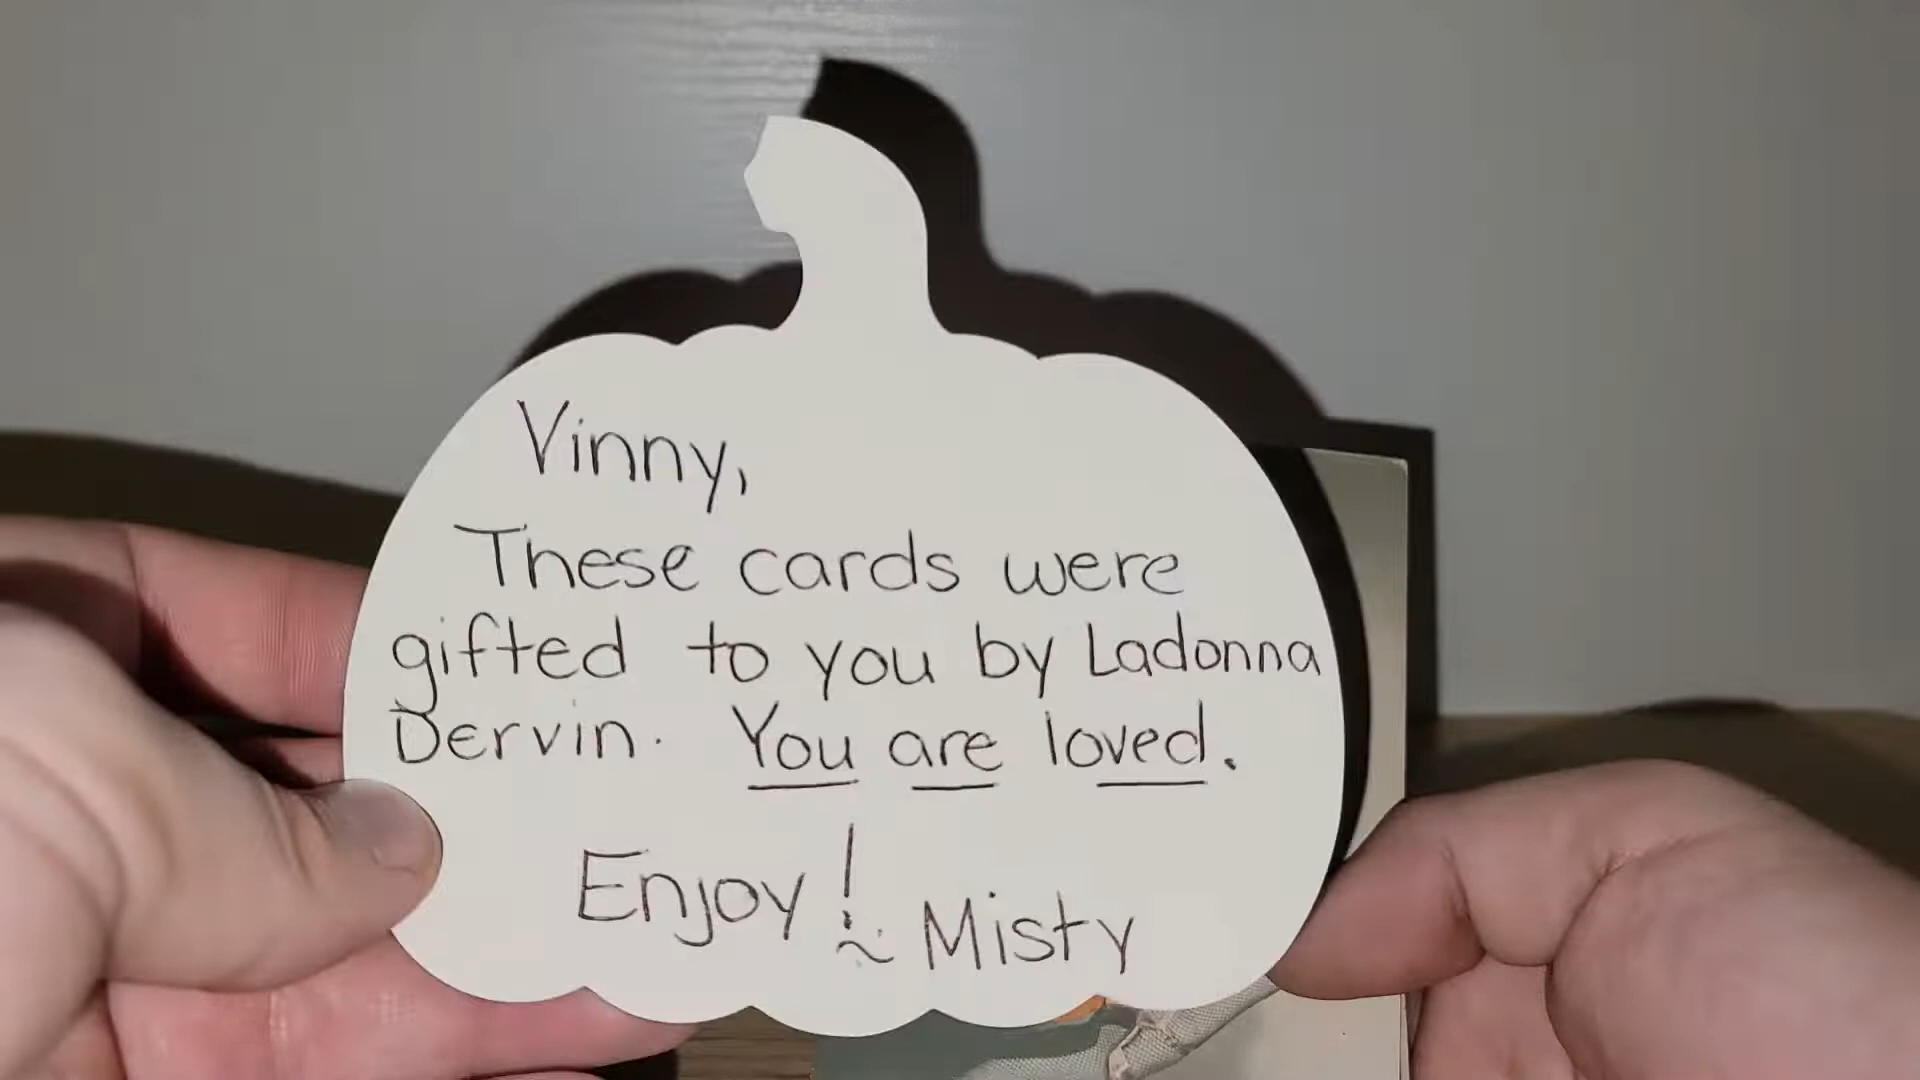 Vinny,
These cards were
gifted to you by Ladonna
Dervin. You are loved.
Enjoy!
~ Misty